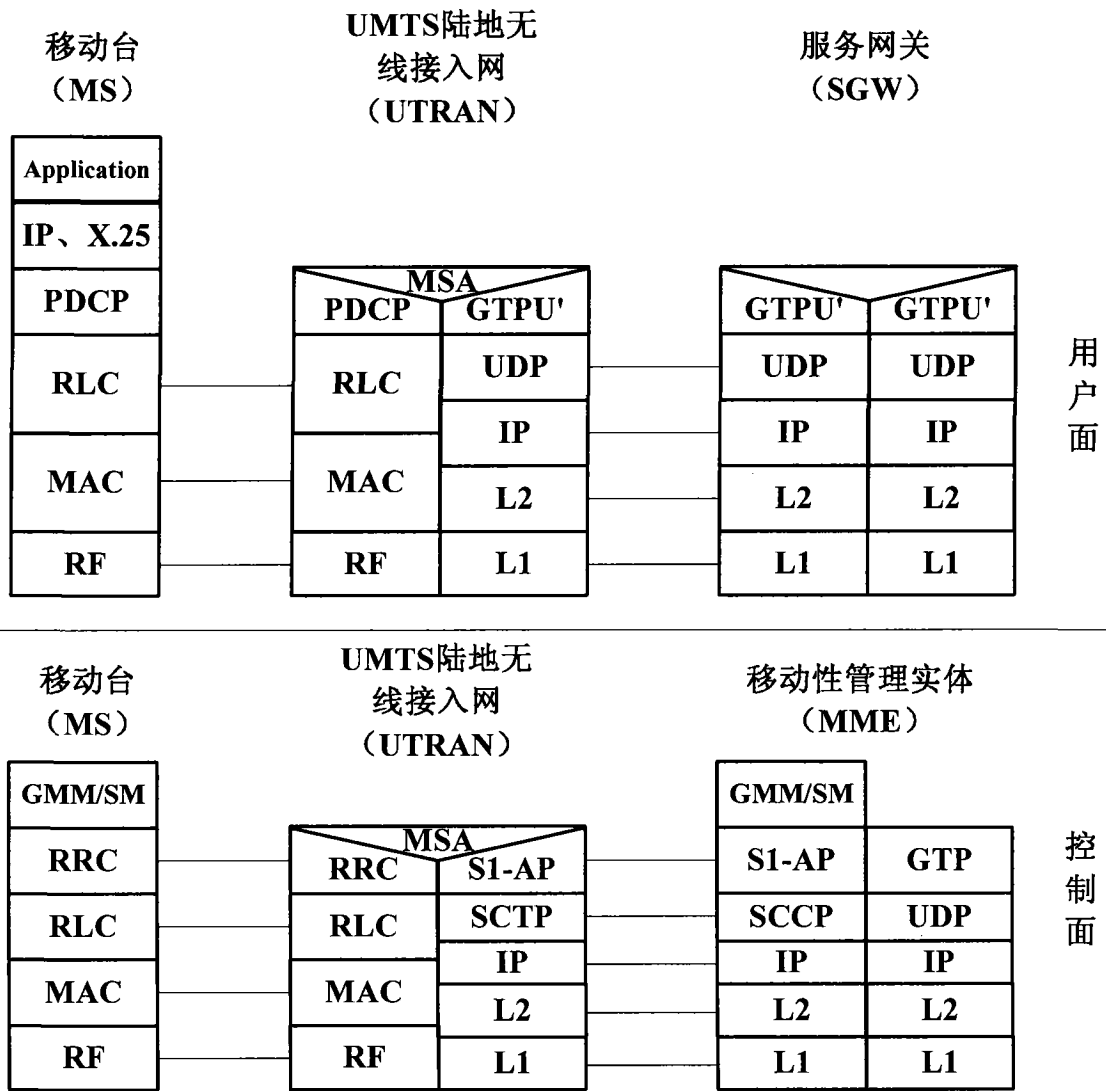 移动台
（MS）
UMTS陆地无
线接入网
（UTRAN）
服务网关
（SGW）
Application
IP、X.25
PDCP
RLC
MAC
RF
MSA
PDCP
GTPU'
RLC
UDP
IP
MAC
L2
RF
L1
GTPU'
GTPU'
UDP
UDP
IP
IP
L2
L2
L1
L1
用
户
面
移动台
（MS）
UMTS陆地无
线接入网
（UTRAN）
移动性管理实体
（MME）
GMM/SM
RRC
RLC
MAC
RF
MSA
RRC
S1-AP
RLC
SCTP
IP
MAC
L2
RF
L1
GMM/SM
S1-AP
GTP
SCCP
UDP
IP
IP
L2
L2
L1
L1
控
制
面